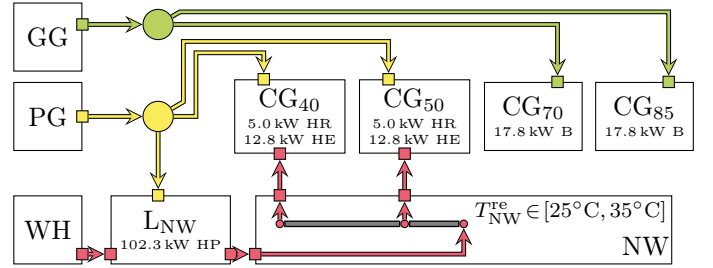 GG
PG
CG₄₀
5.0 kW HR
12.8 kW HE
CG₅₀
5.0 kW HR
12.8 kW HE
CG₇₀
17.8 kW B
CG₈₅
17.8 kW B
WH
L_NW
102.3 kW HP
T^re_NW ∈ [25°C, 35°C]
NW